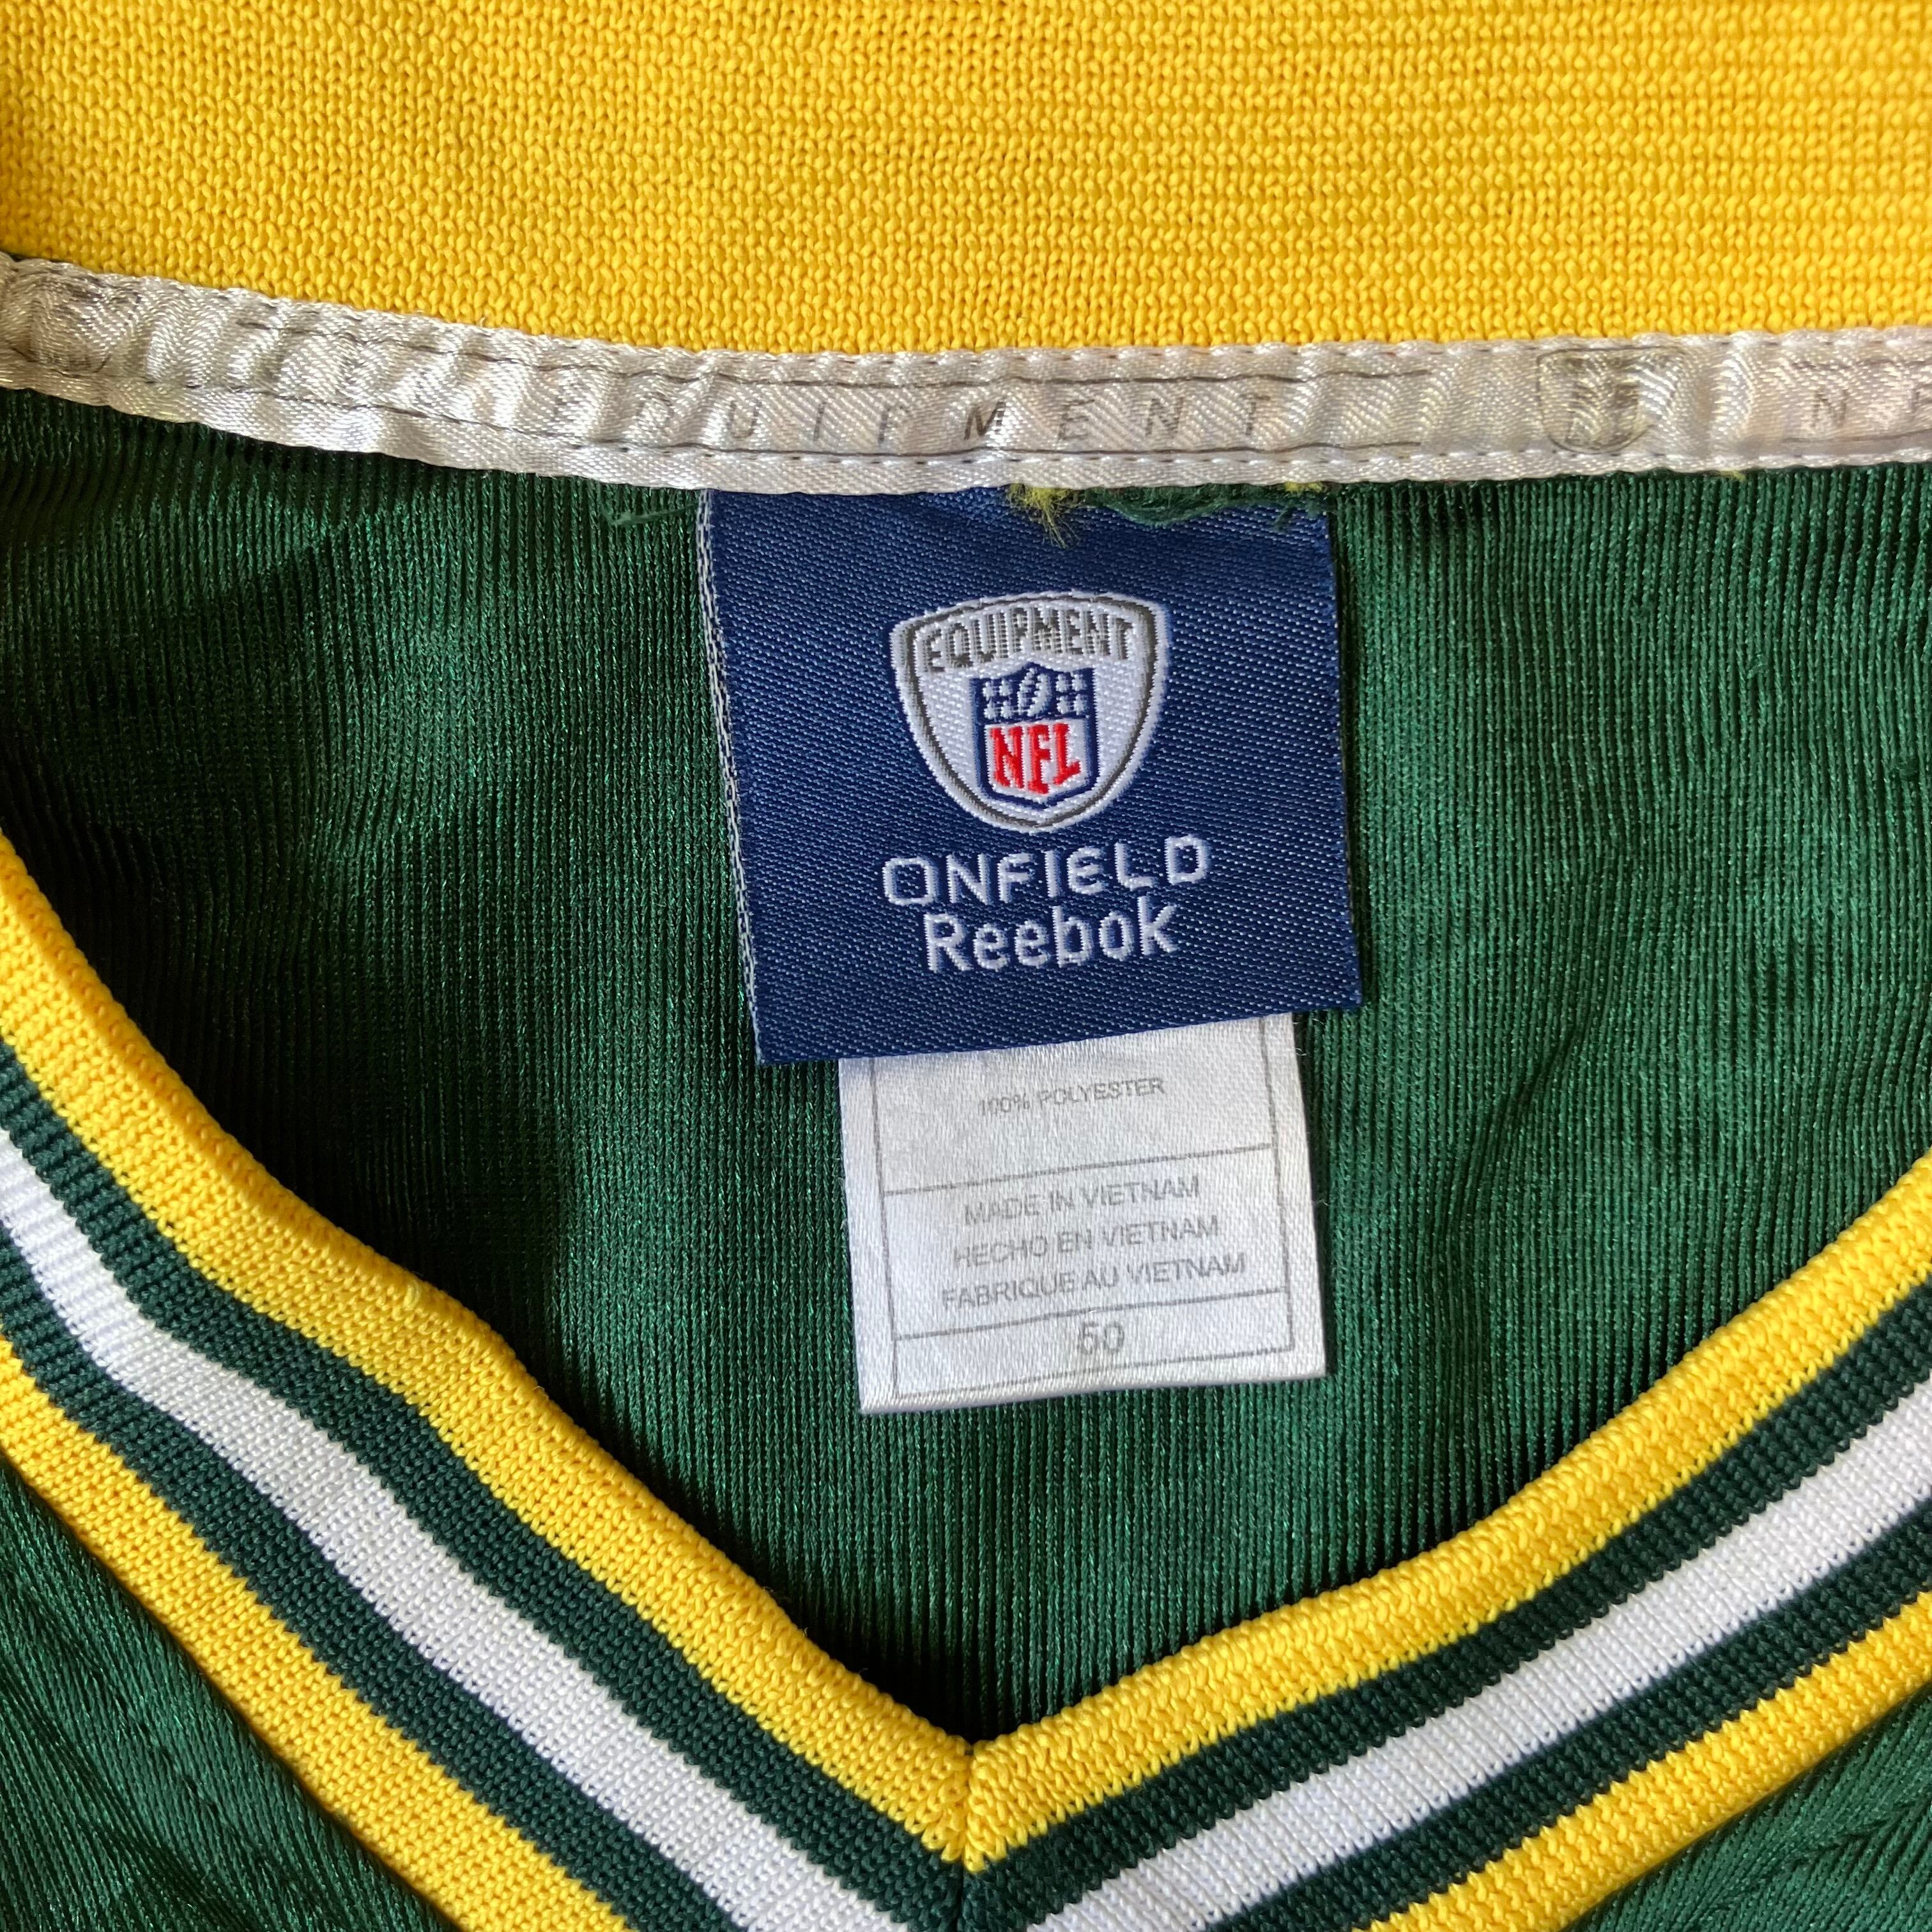 EQUIPMENT
EQUIPMENT
NFL
ONFIELD
Reebok
100% POLYESTER
MADE IN VIETNAM
HECHO EN VIETNAM
FABRIQUE AU VIETNAM
50